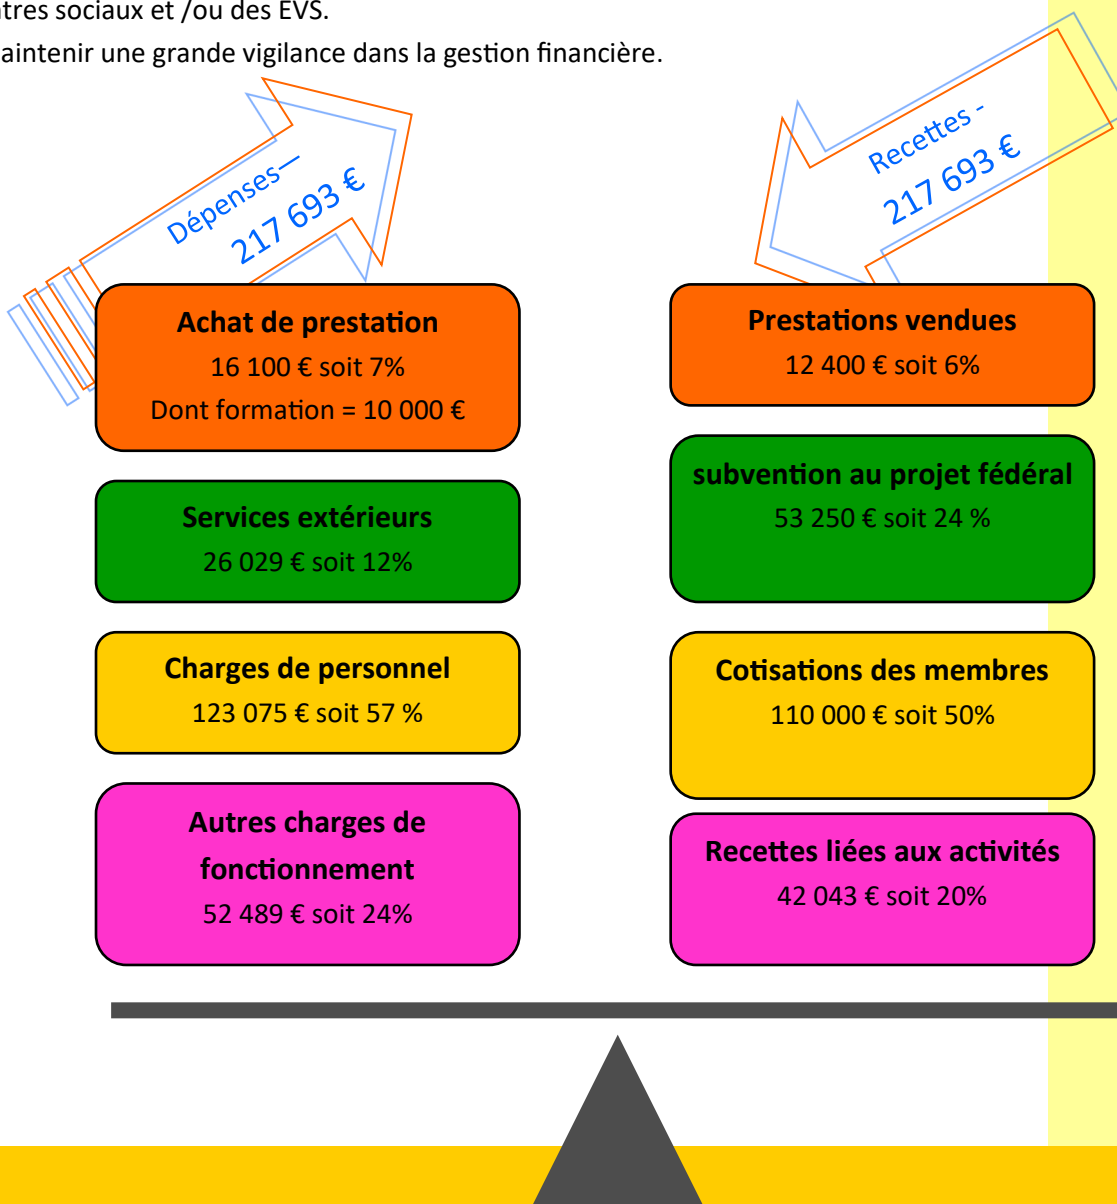 sociaux et /ou des EVS.
une grande vigilance dans la gestion financière.
Dépenses—
217 693 €
Recettes -
217 693 €
Achat de prestation
16 100 € soit 7%
Dont formation = 10 000 €
Services extérieurs
26 029 € soit 12%
Charges de personnel
123 075 € soit 57 %
Autres charges de
fonctionnement
52 489 € soit 24%
Prestations vendues
12 400 € soit 6%
subvention au projet fédéral
53 250 € soit 24 %
Cotisations des membres
110 000 € soit 50%
Recettes liées aux activités
42 043 € soit 20%